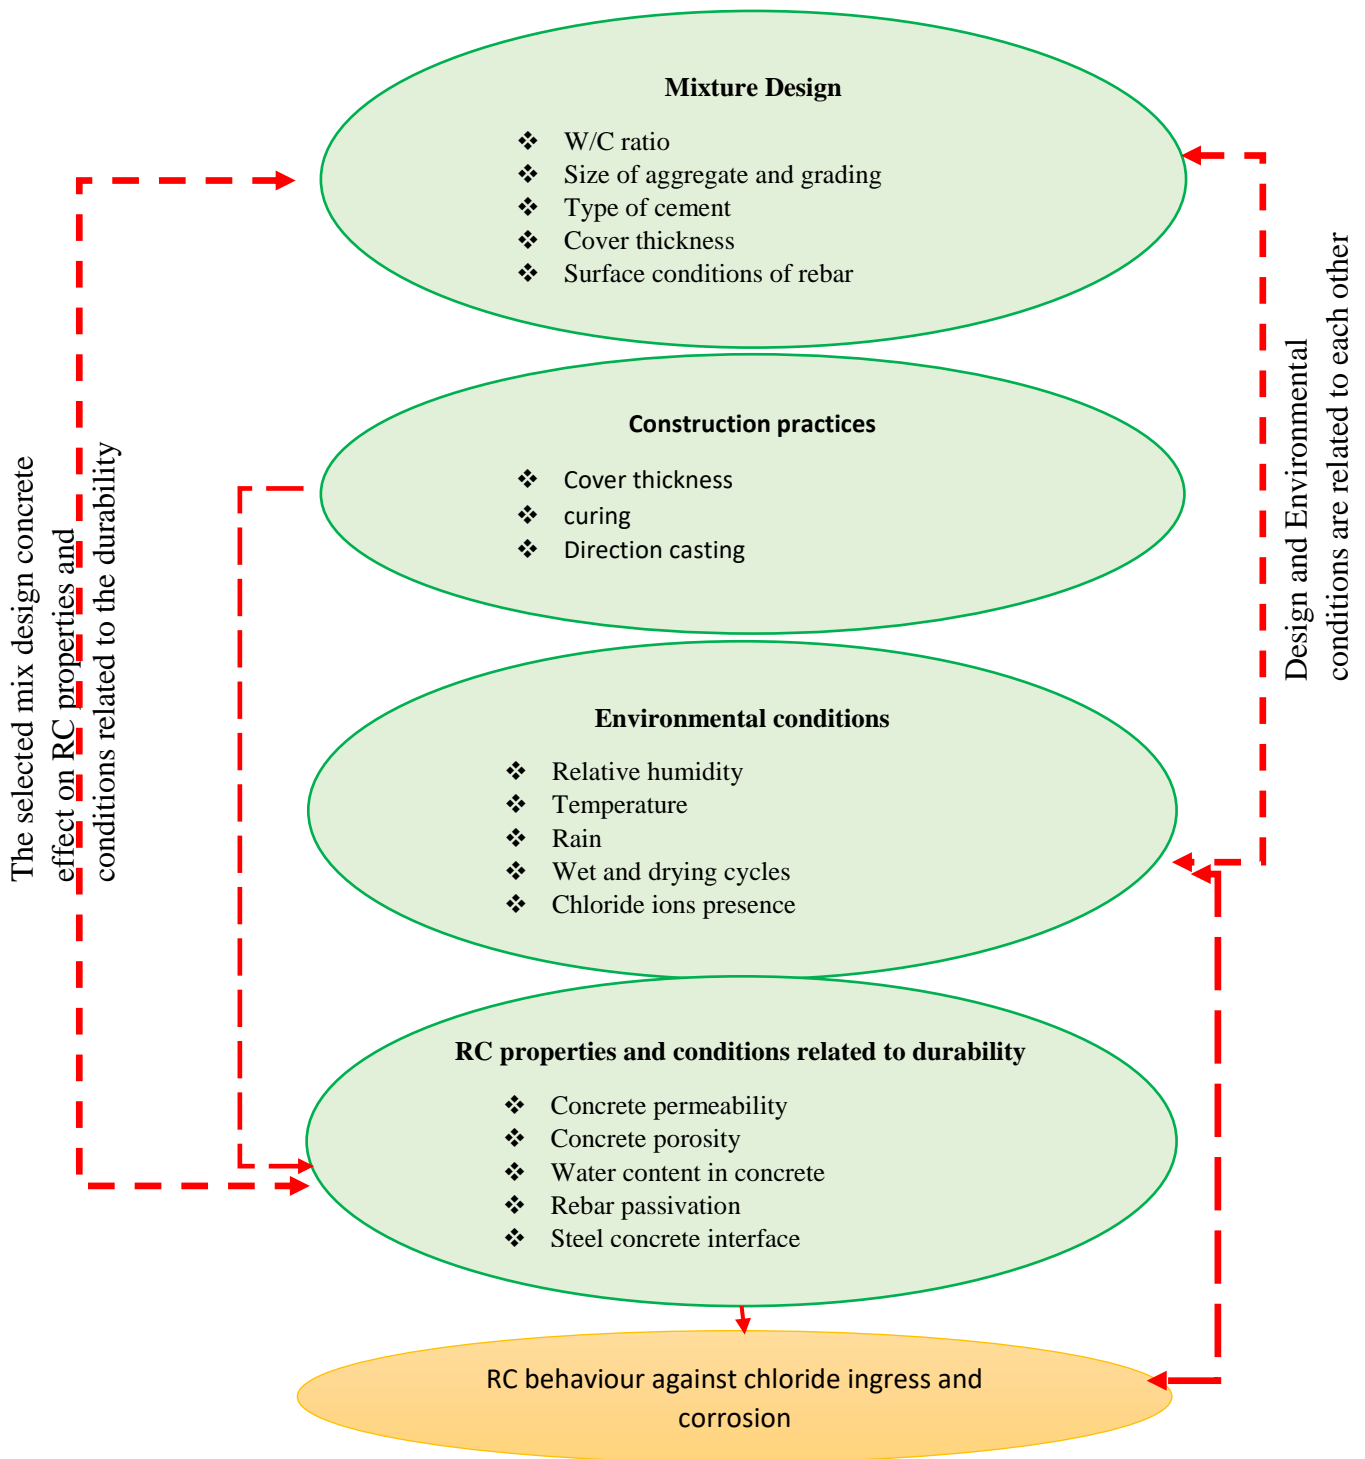 Mixture Design
❖ W/C ratio
❖ Size of aggregate and grading
❖ Type of cement
❖ Cover thickness
❖ Surface conditions of rebar
Construction practices
❖ Cover thickness
❖ curing
❖ Direction casting
Environmental conditions
❖ Relative humidity
❖ Temperature
❖ Rain
❖ Wet and drying cycles
❖ Chloride ions presence
RC properties and conditions related to durability
❖ Concrete permeability
❖ Concrete porosity
❖ Water content in concrete
❖ Rebar passivation
❖ Steel concrete interface
RC behaviour against chloride ingress and
corrosion
The selected mix design concrete
effect on RC properties and
conditions related to the durability
Design and Environmental
conditions are related to each other